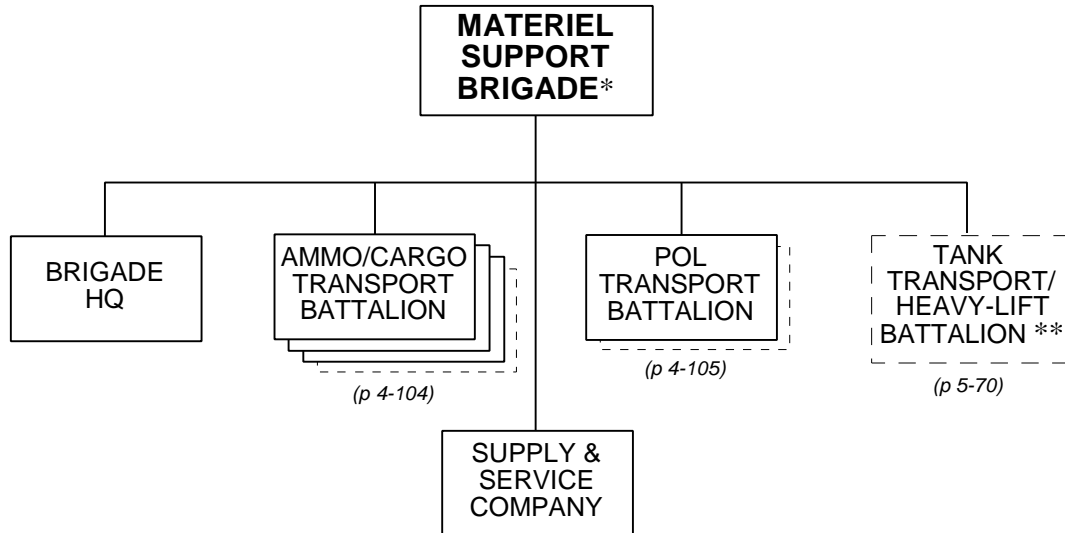 MATERIEL
SUPPORT
BRIGADE*
BRIGADE
HQ
AMMO/CARGO
TRANSPORT
BATTALION
(p 4-104)
POL
TRANSPORT
BATTALION
(p 4-105)
TANK
TRANSPORT/
HEAVY-LIFT
BATTALION **
(p 5-70)
SUPPLY &
SERVICE
COMPANY